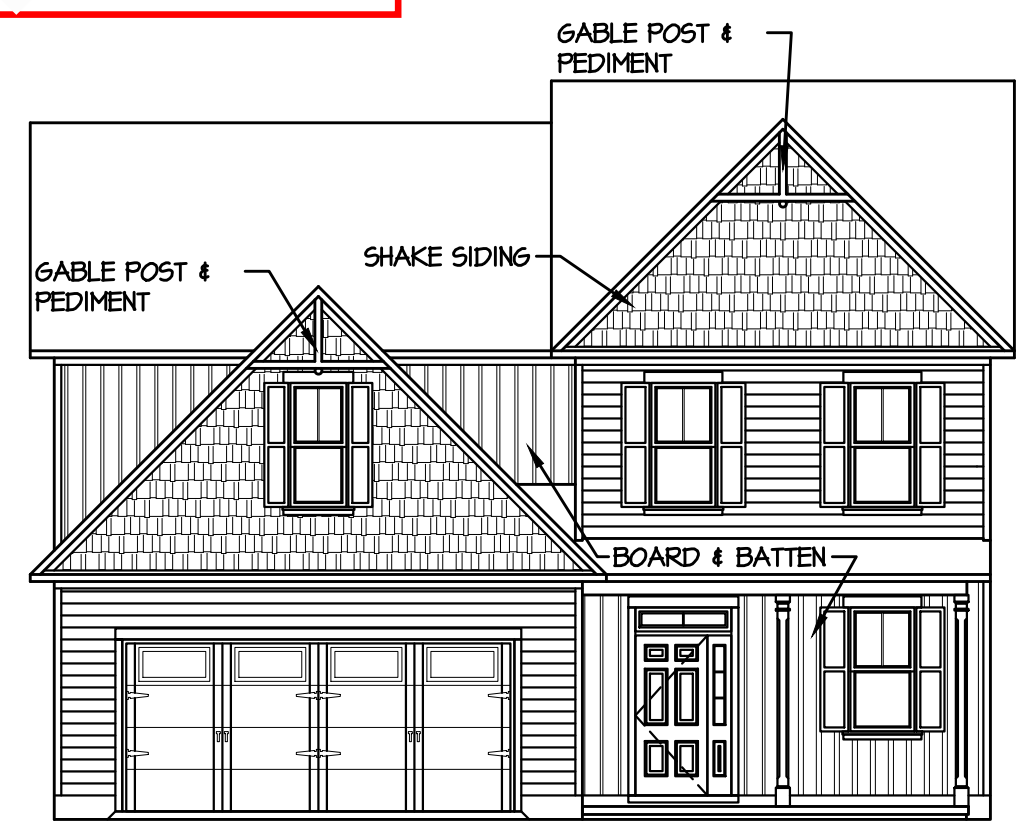 GABLE POST &
PEDIMENT
SHAKE SIDING
GABLE POST &
PEDIMENT
BOARD & BATTEN